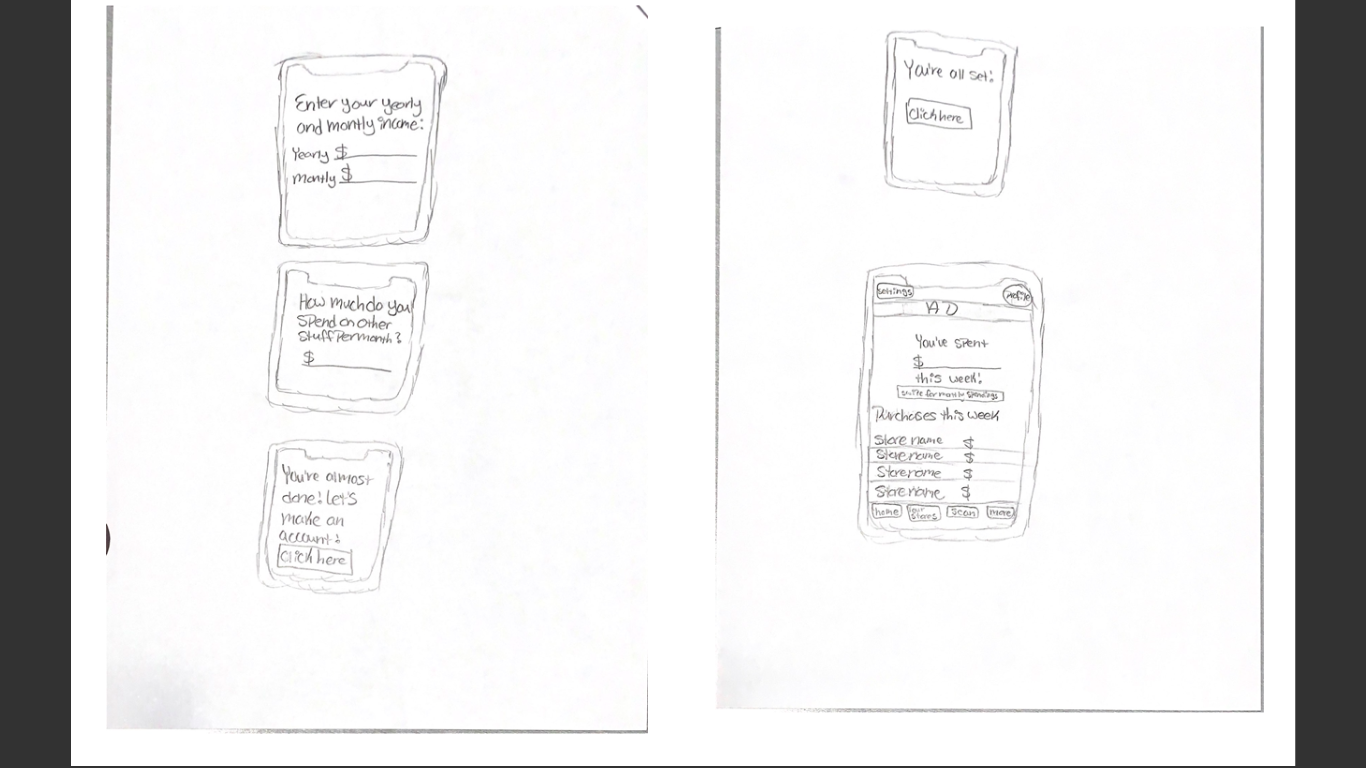 Enter your yearly
and montly income:
Yearly $
Montly $
How much do you
spend on other
stuff per month?
$
You're almost
done! Let's
make an
account!
Click here
You're all set!
Click here
Settings
Profile
AD
You've spent
$
this week!
for montly spendings
Purchases this week
Store name $
Store name $
Store name $
Store name $
home
Stores
Scan
more